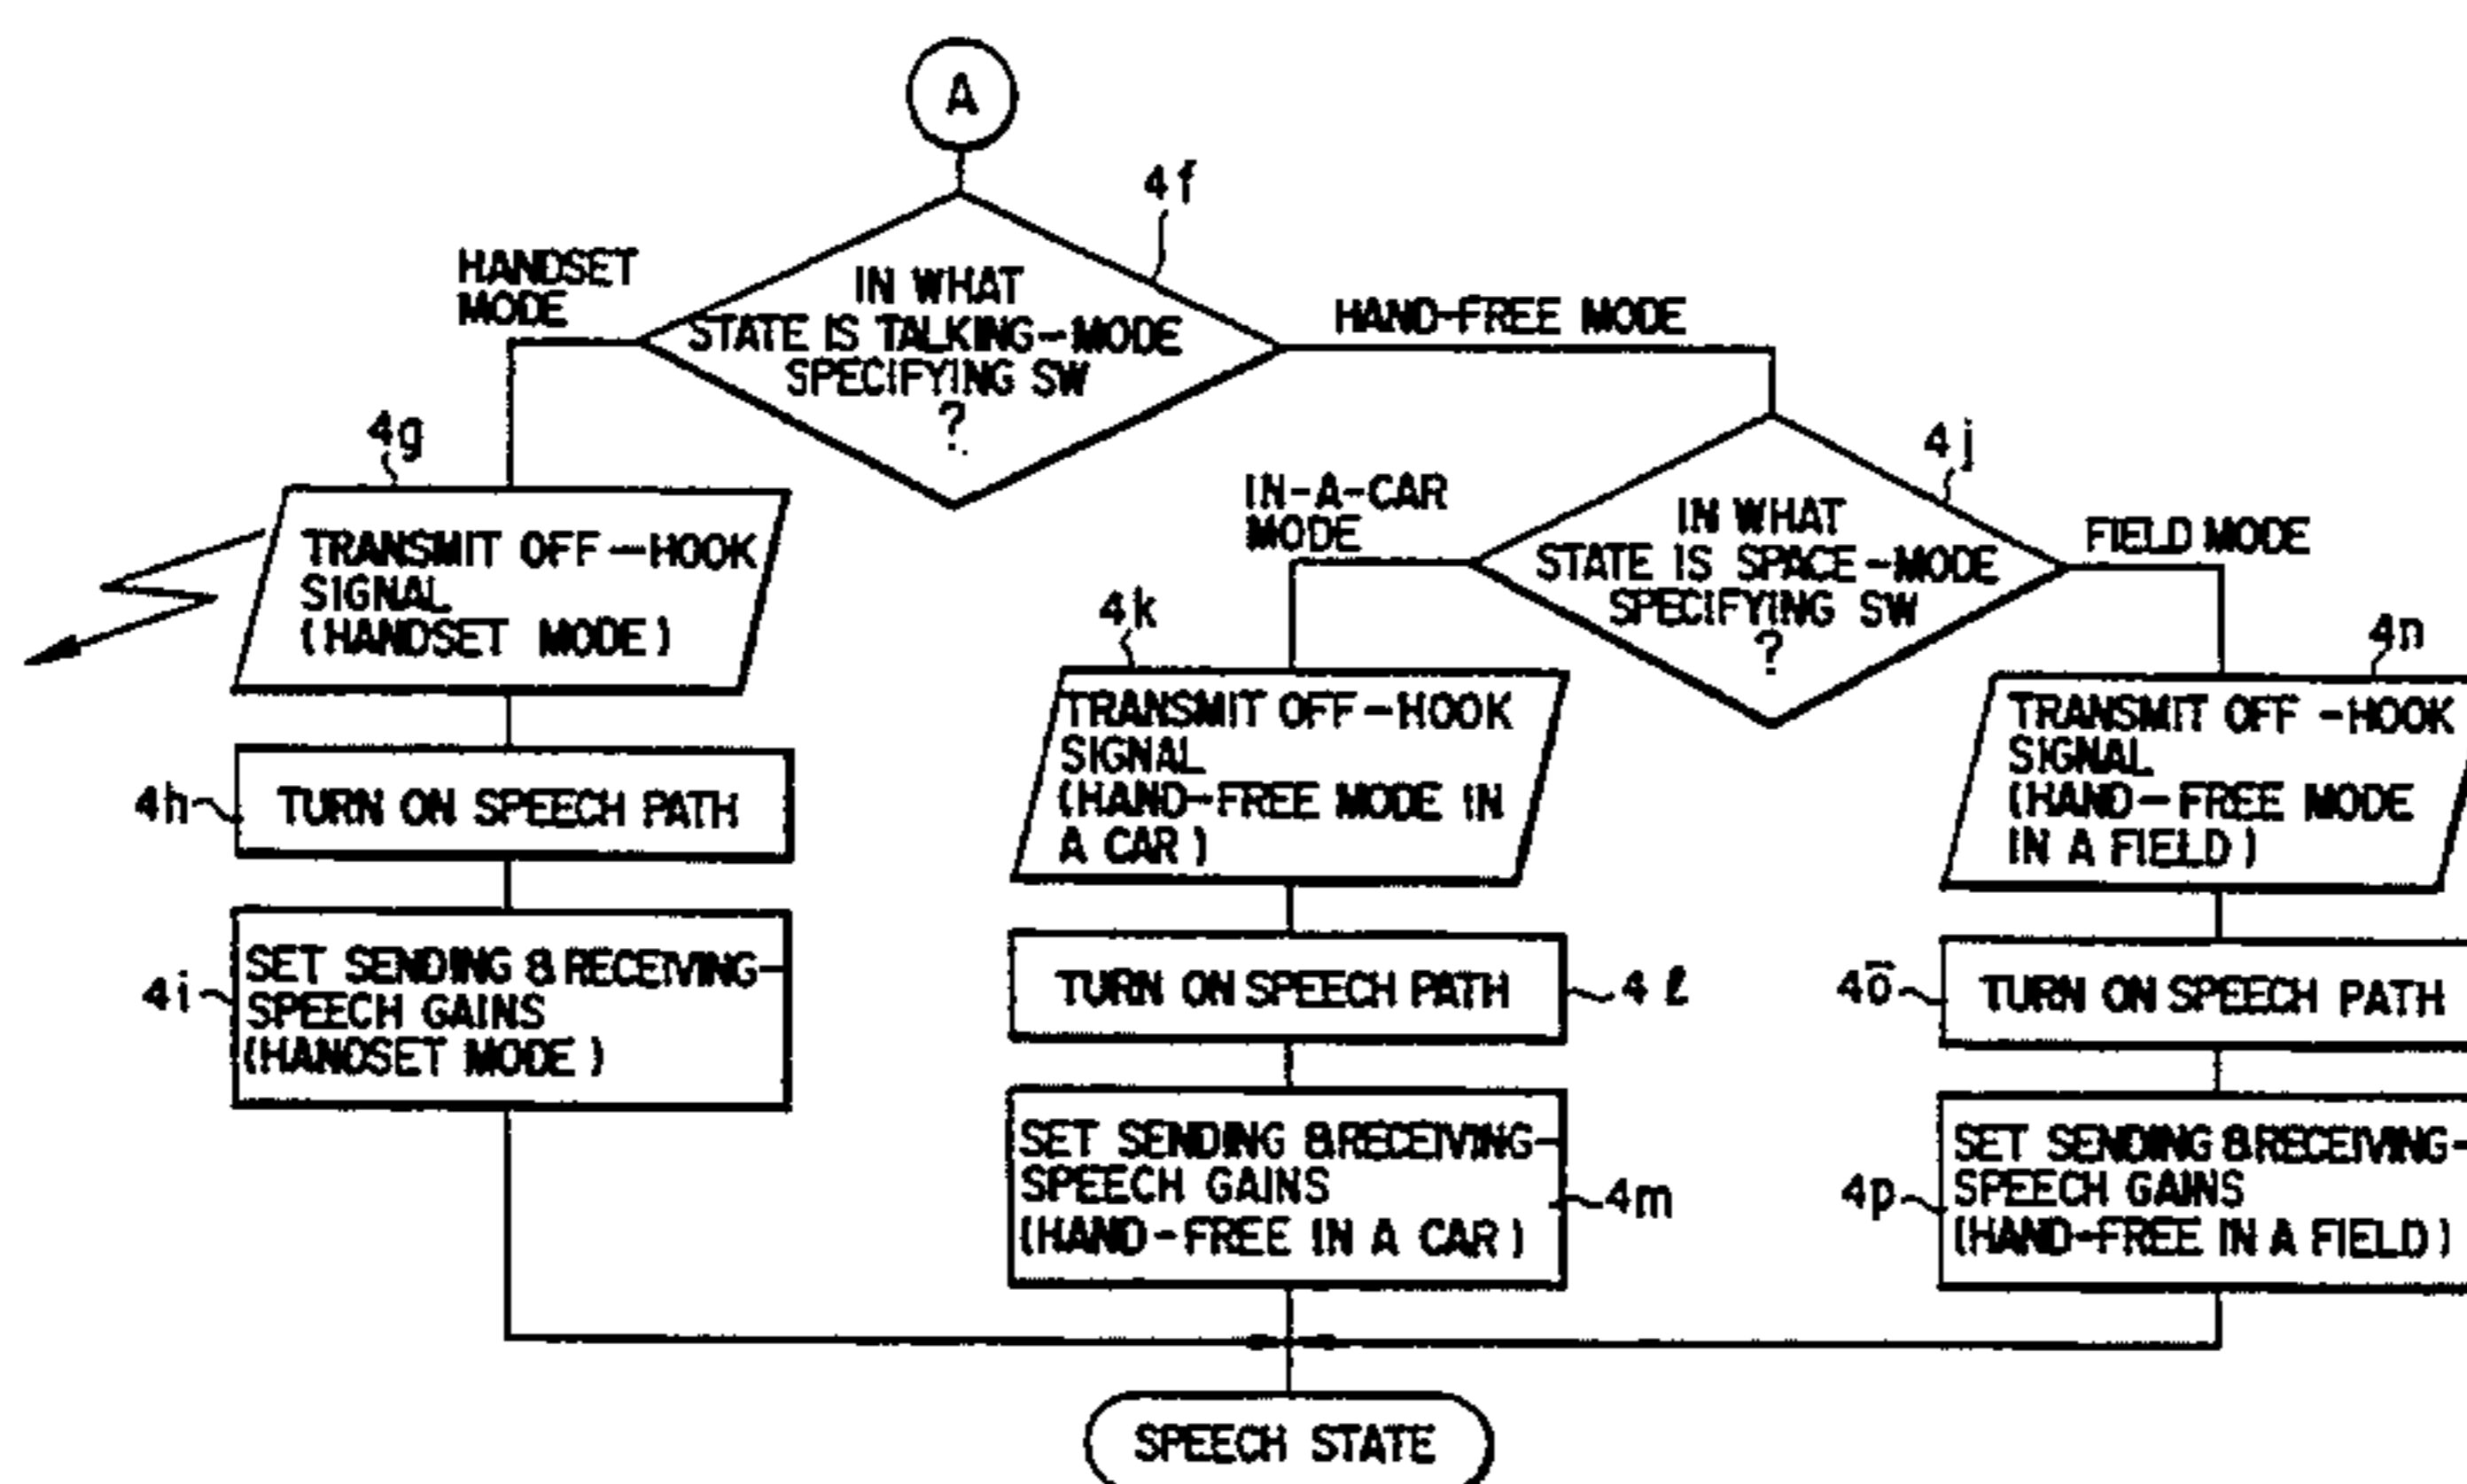 A
4f
HANDSET
MODE
IN WHAT
STATE IS TALKING-MODE
SPECIFYING SW
?
HAND-FREE MODE
4g
TRANSMIT OFF-HOOK
SIGNAL
(HANDSET MODE)
4h
TURN ON SPEECH PATH
4i
SET SENDING & RECEIVING-
SPEECH GAINS
(HANDSET MODE)
4j
IN-A-CAR
MODE
IN WHAT
STATE IS SPACE-MODE
SPECIFYING SW
?
FIELD MODE
4k
TRANSMIT OFF-HOOK
SIGNAL
(HAND-FREE MODE IN
A CAR)
TURN ON SPEECH PATH
4ℓ
SET SENDING & RECEIVING-
SPEECH GAINS
(HAND-FREE IN A CAR)
4m
4n
TRANSMIT OFF-HOOK
SIGNAL
(HAND-FREE MODE
IN A FIELD)
4o̅
TURN ON SPEECH PATH
4p
SET SENDING & RECEIVING-
SPEECH GAINS
(HAND-FREE IN A FIELD)
SPEECH STATE